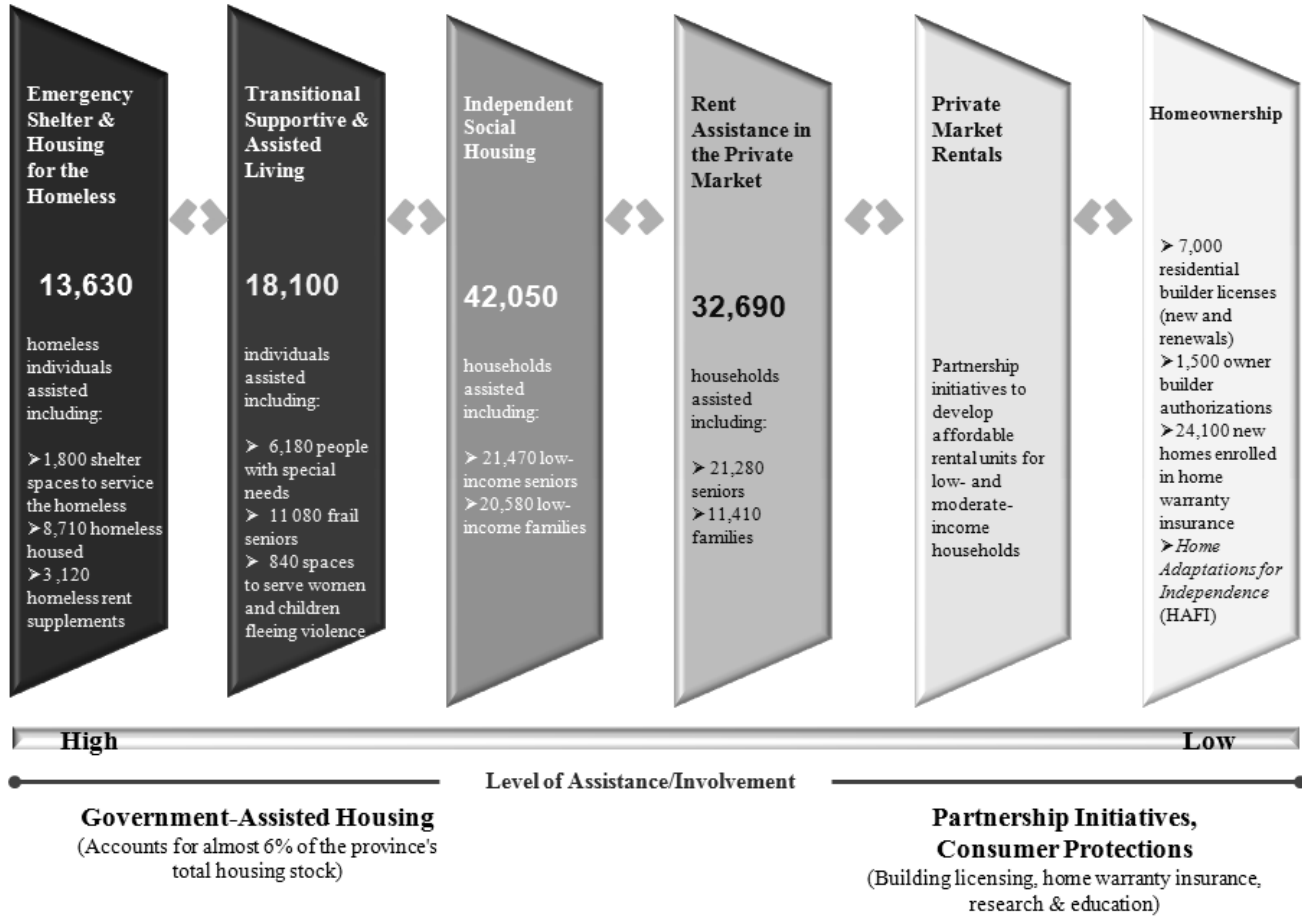 Emergency
Shelter &
Housing
for the
Homeless
13,630
homeless
individuals
assisted
including:
➢1,800 shelter
spaces to service
the homeless
➢8,710 homeless
housed
➢3 ,120
homeless rent
supplements
Transitional
Supportive &
Assisted
Living
18,100
individuals
assisted
including:
➢ 6,180 people
with special
needs
➢ 11 080 frail
seniors
➢ 840 spaces
to serve women
and children
fleeing violence
Independent
Social
Housing
42,050
households
assisted
including:
➢ 21,470 low-
income seniors
➢20,580 low-
income families
Rent
Assistance in
the Private
Market
32,690
households
assisted
including:
➢ 21,280
seniors
➢11,410
families
Private
Market
Rentals
Partnership
initiatives to
develop
affordable
rental units for
low- and
moderate-
income
households
Homeownership
➢ 7,000
residential
builder licenses
(new and
renewals)
➢1,500 owner
builder
authorizations
➢24,100 new
homes enrolled
in home
warranty
insurance
➢Home
Adaptations for
Independence
(HAFI)
High
Low
Level of Assistance/Involvement
Government-Assisted Housing
(Accounts for almost 6% of the province's
total housing stock)
Partnership Initiatives,
Consumer Protections
(Building licensing, home warranty insurance,
research & education)